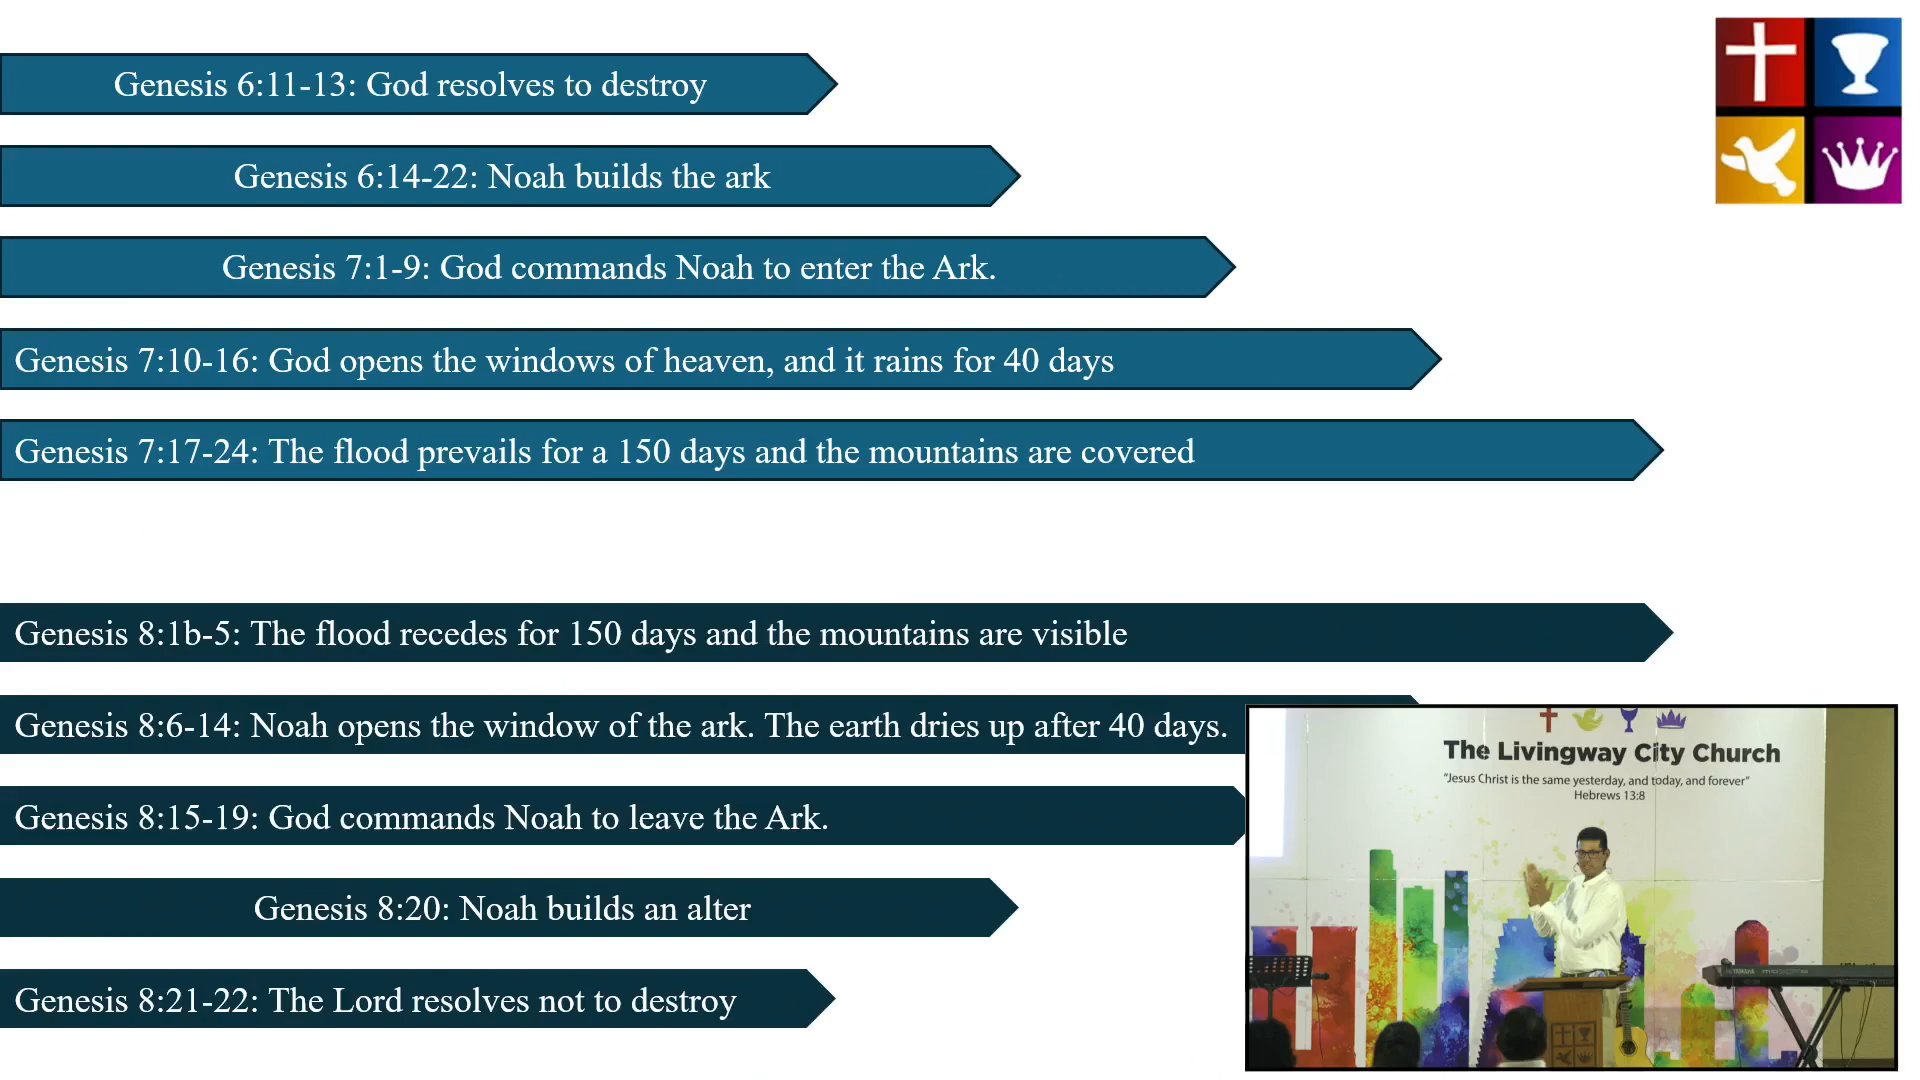 Genesis 6:11-13: God resolves to destroy
Genesis 6:14-22: Noah builds the ark
Genesis 7:1-9: God commands Noah to enter the Ark.
Genesis 7:10-16: God opens the windows of heaven, and it rains for 40 days
Genesis 7:17-24: The flood prevails for a 150 days and the mountains are covered
Genesis 8:1b-5: The flood recedes for 150 days and the mountains are visible
Genesis 8:6-14: Noah opens the window of the ark. The earth dries up after 40 days.
Genesis 8:15-19: God commands Noah to leave the Ark.
Genesis 8:20: Noah builds an alter
Genesis 8:21-22: The Lord resolves not to destroy
The Livingway City Church
"Jesus Christ is the same yesterday, and today, and forever"
Hebrews 13:8
YAMAHA